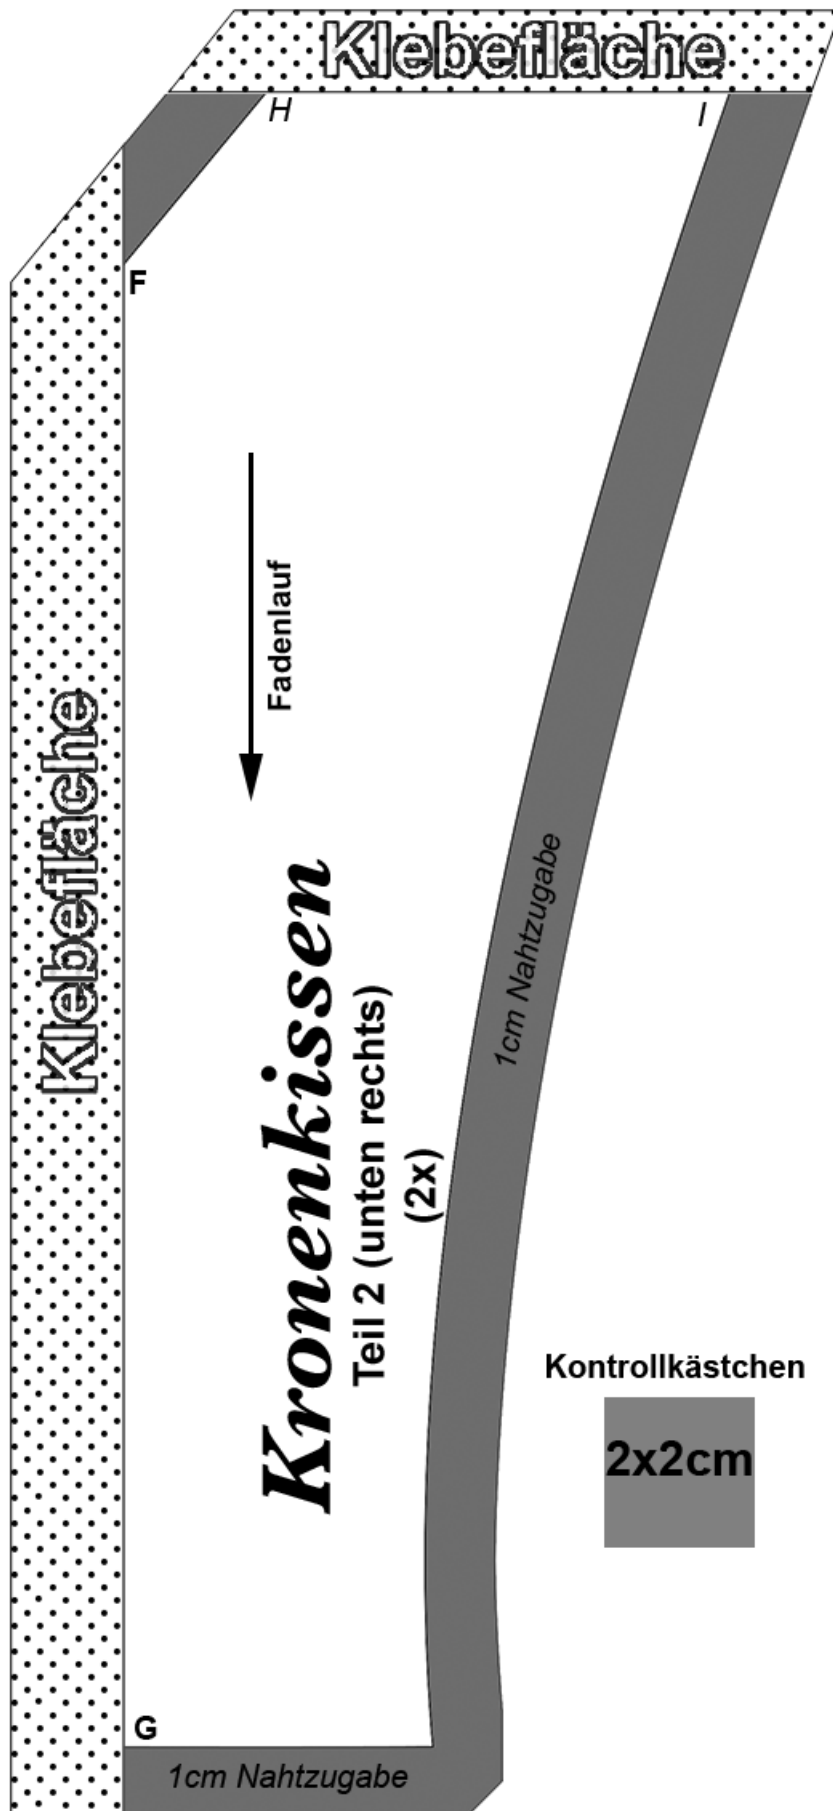 Klebefläche
H
I
F
Fadenlauf
Klebefläche
1cm Nahtzugabe
Kronenkissen
Teil 2 (unten rechts)
(2x)
Kontrollkästchen
2x2cm
G
1cm Nahtzugabe